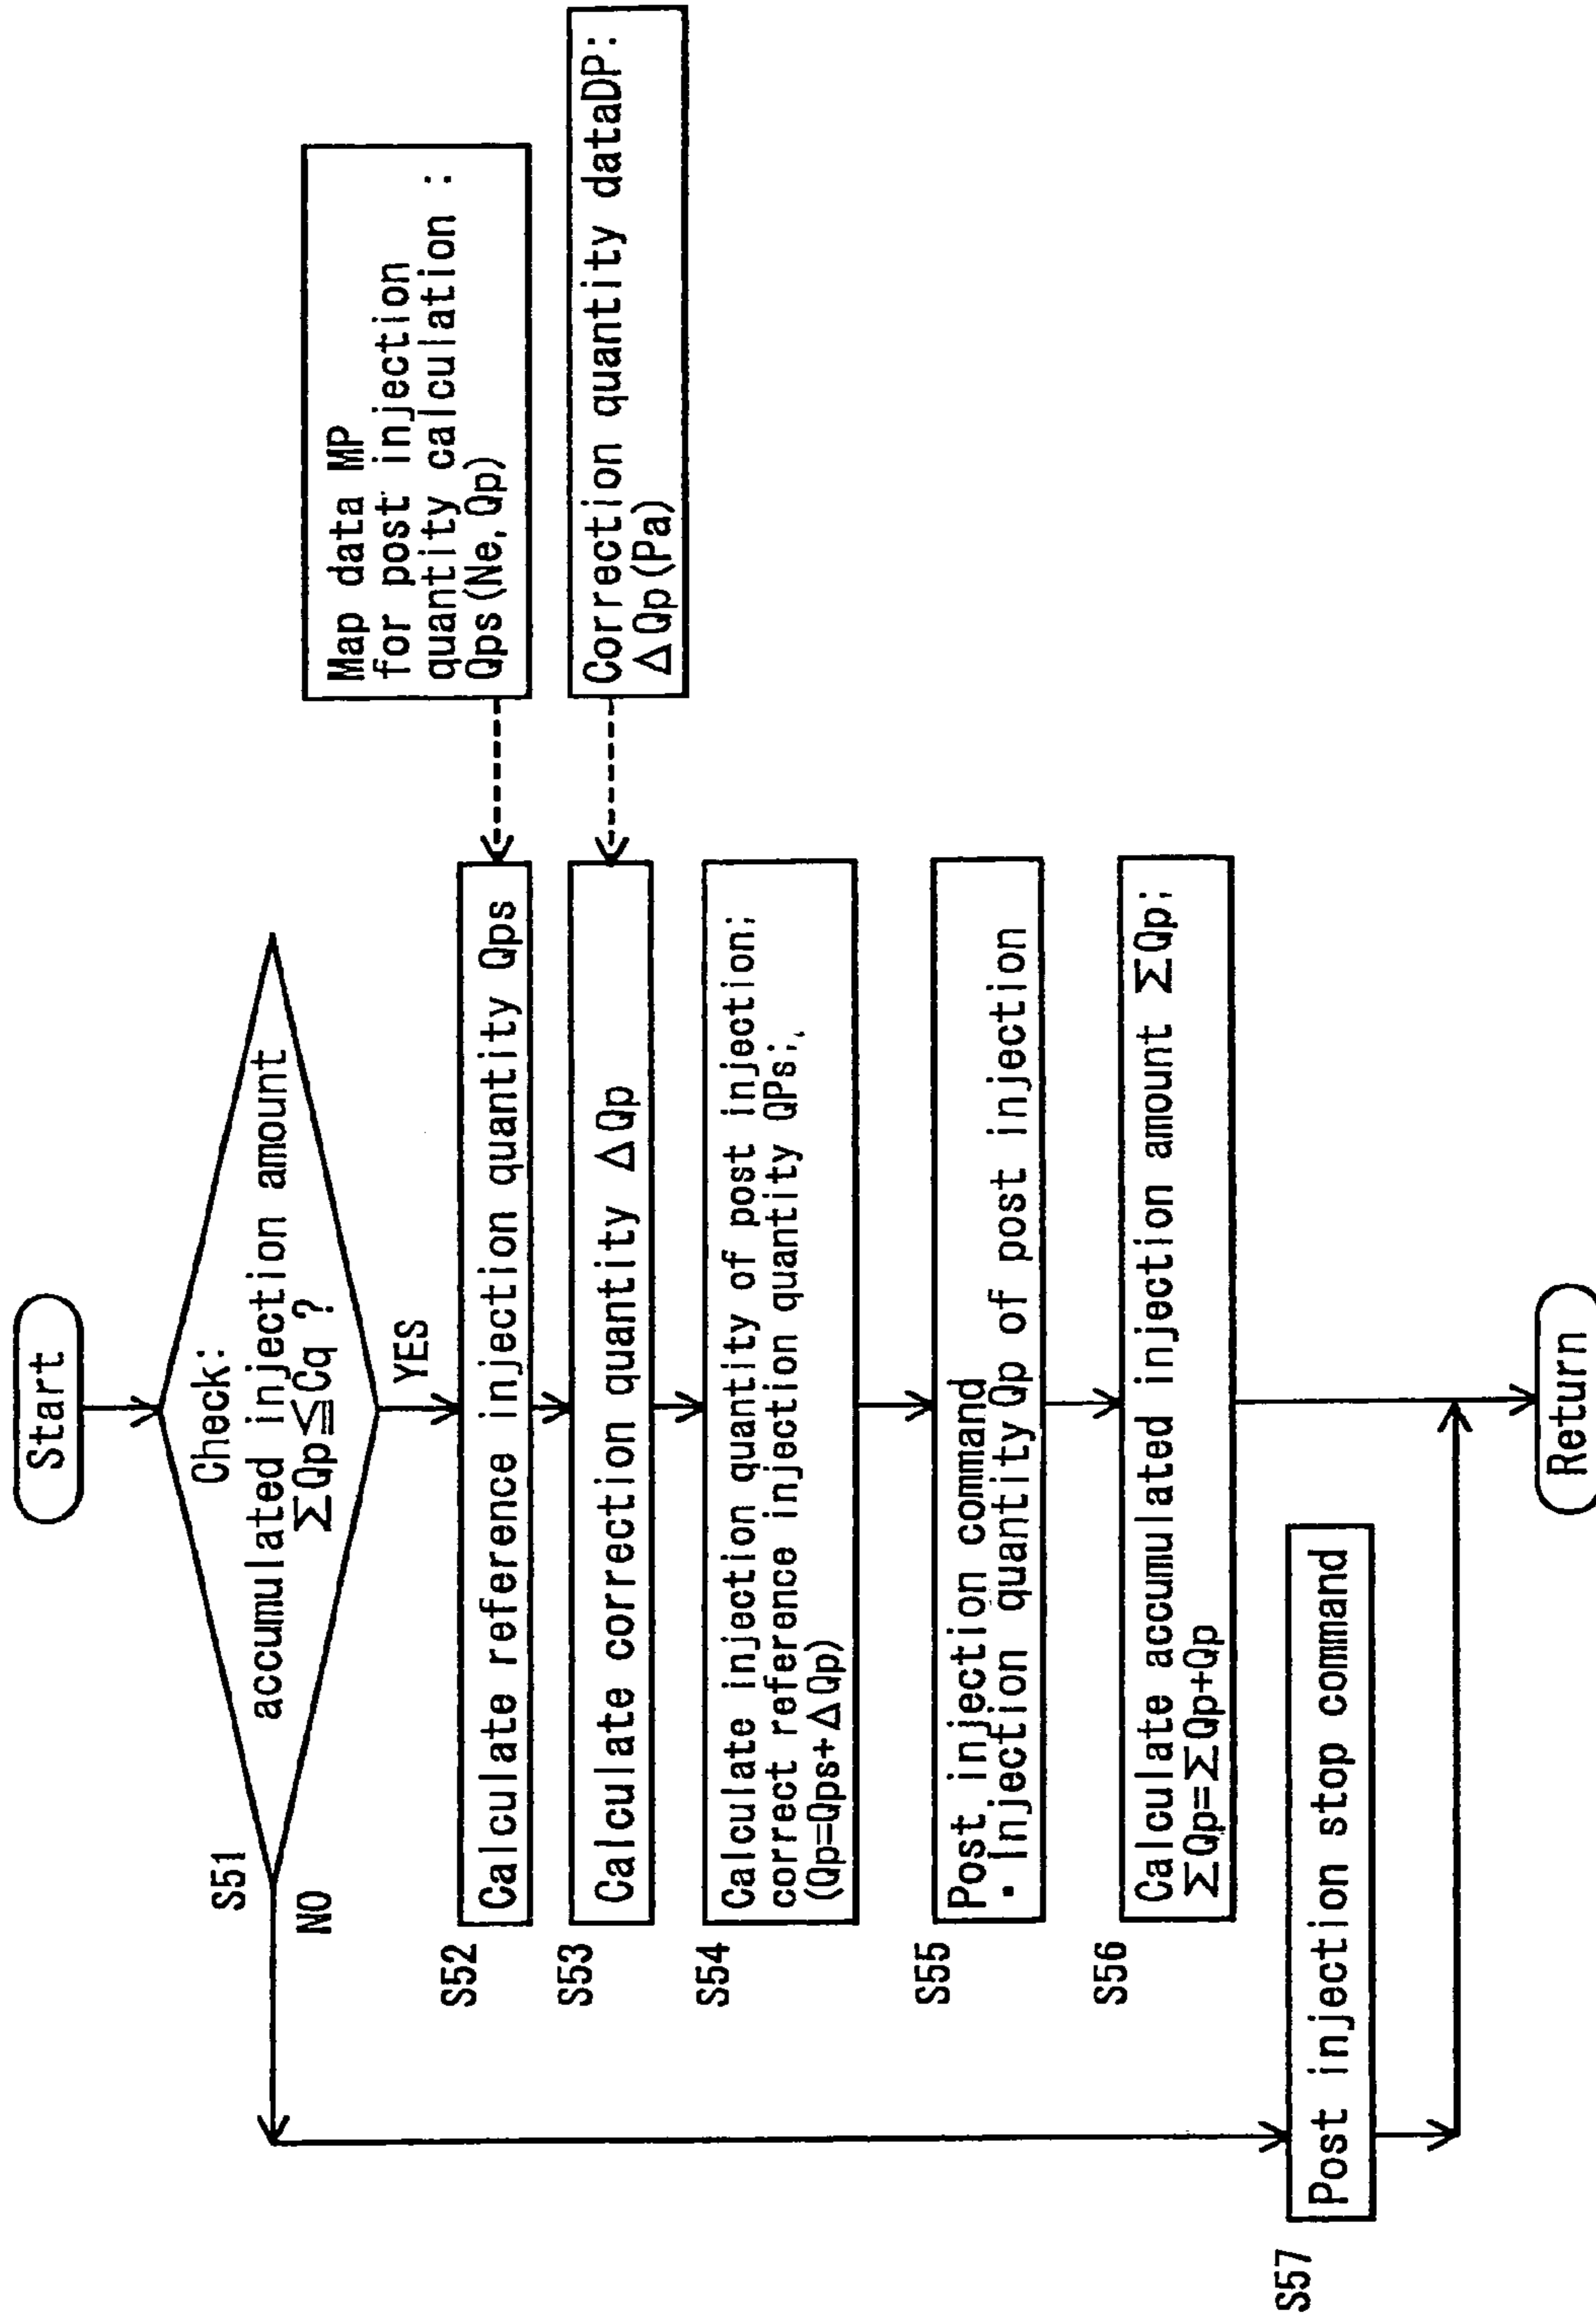 Start
S51
Check:
accumulated injection amount
ΣQp≦Cq ?
NO
YES
Map data MP
for post injection
quantity calculation :
Qps(Ne,Qp)
S52
Calculate reference injection quantity Qps
Correction quantity dataDP:
△Qp(Pa)
S53
Calculate correction quantity △Qp
S54
Calculate injection quantity of post injection;
correct reference injection quantity QPs;
(Qp=Qps+△Qp)
S55
Post injection command
・Injection quantity Qp of post injection
S56
Calculate accumulated injection amount ΣQp;
ΣQp=ΣQp+Qp
S57
Post injection stop command
Return